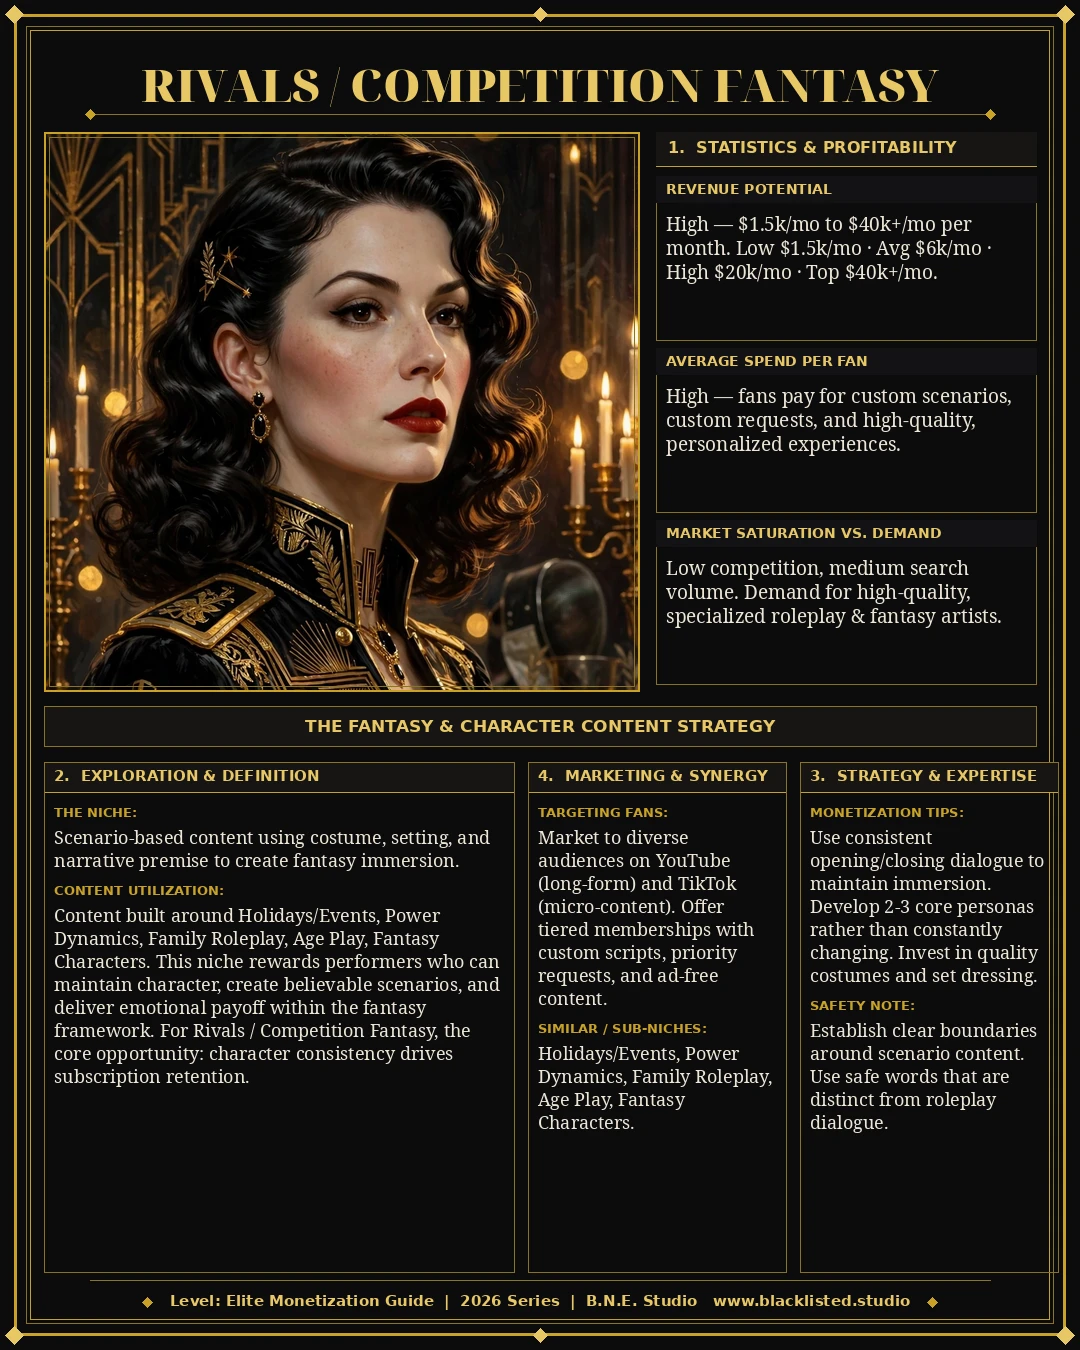 RIVALS / COMPETITION FANTASY
1. STATISTICS & PROFITABILITY
REVENUE POTENTIAL
High — $1.5k/mo to $40k+/mo per
month. Low $1.5k/mo · Avg $6k/mo ·
High $20k/mo · Top $40k+/mo.
AVERAGE SPEND PER FAN
High — fans pay for custom scenarios,
custom requests, and high-quality,
personalized experiences.
MARKET SATURATION VS. DEMAND
Low competition, medium search
volume. Demand for high-quality,
specialized roleplay & fantasy artists.
THE FANTASY & CHARACTER CONTENT STRATEGY
2. EXPLORATION & DEFINITION
THE NICHE:
Scenario-based content using costume, setting, and
narrative premise to create fantasy immersion.
CONTENT UTILIZATION:
Content built around Holidays/Events, Power
Dynamics, Family Roleplay, Age Play, Fantasy
Characters. This niche rewards performers who can
maintain character, create believable scenarios, and
deliver emotional payoff within the fantasy
framework. For Rivals / Competition Fantasy, the
core opportunity: character consistency drives
subscription retention.
4. MARKETING & SYNERGY
TARGETING FANS:
Market to diverse
audiences on YouTube
(long-form) and TikTok
(micro-content). Offer
tiered memberships with
custom scripts, priority
requests, and ad-free
content.
SIMILAR / SUB-NICHES:
Holidays/Events, Power
Dynamics, Family Roleplay,
Age Play, Fantasy
Characters.
3. STRATEGY & EXPERTISE
MONETIZATION TIPS:
Use consistent
opening/closing dialogue to
maintain immersion.
Develop 2-3 core personas
rather than constantly
changing. Invest in quality
costumes and set dressing.
SAFETY NOTE:
Establish clear boundaries
around scenario content.
Use safe words that are
distinct from roleplay
dialogue.
Level: Elite Monetization Guide | 2026 Series | B.N.E. Studio www.blacklisted.studio